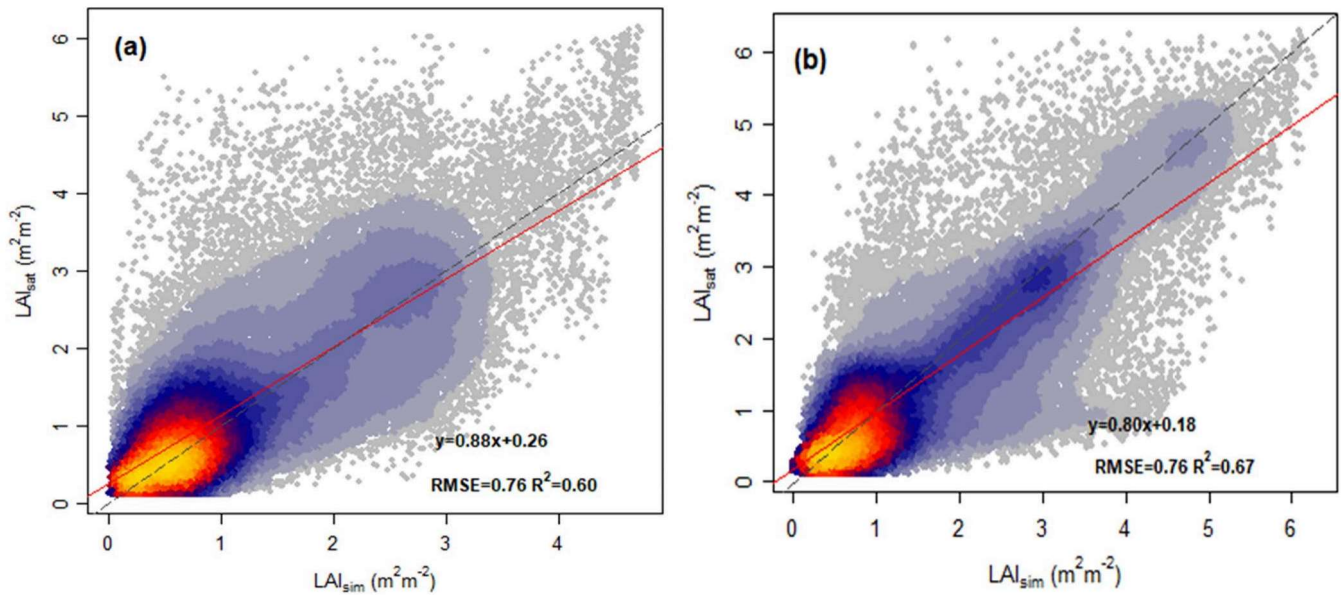 (a)
6
5
4
3
2
1
0
LAIsat (m²m⁻²)
y=0.88x+0.26
RMSE=0.76 R²=0.60
0 1 2 3 4
LAIsim (m²m⁻²)
(b)
6
5
4
3
2
1
0
LAIsat (m²m⁻²)
y=0.80x+0.18
RMSE=0.76 R²=0.67
0 1 2 3 4 5 6
LAIsim (m²m⁻²)